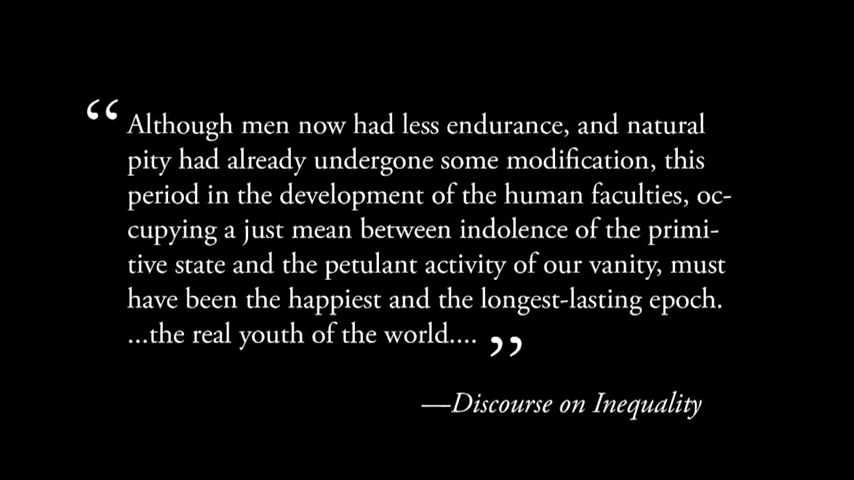 “Although men now had less endurance, and natural
pity had already undergone some modification, this
period in the development of the human faculties, oc-
cupying a just mean between indolence of the primi-
tive state and the petulant activity of our vanity, must
have been the happiest and the longest-lasting epoch.
...the real youth of the world....”
—Discourse on Inequality